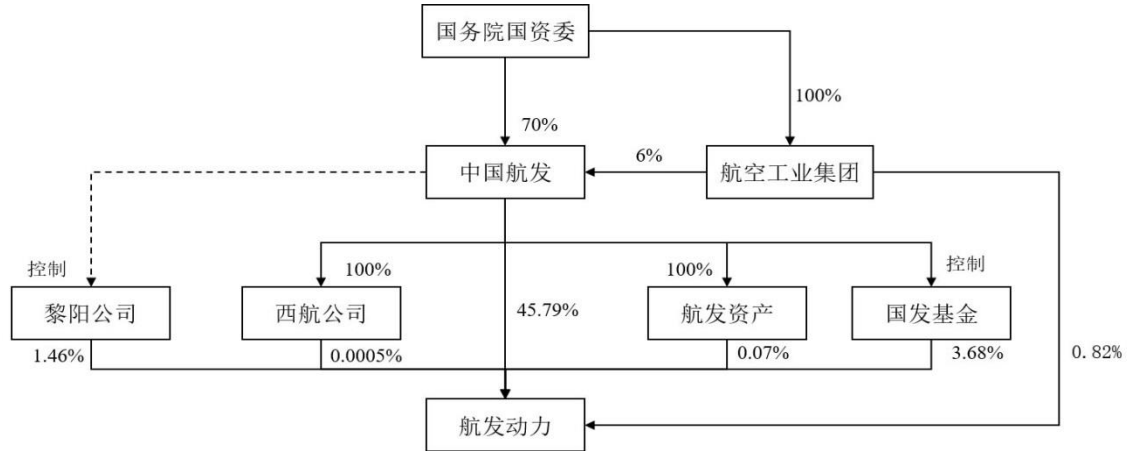 国务院国资委
100%
70%
6%
中国航发
航空工业集团
控制
100%
100%
控制
黎阳公司
西航公司
45.79%
航发资产
国发基金
1.46%
0.0005%
0.07%
3.68%
0.82%
航发动力